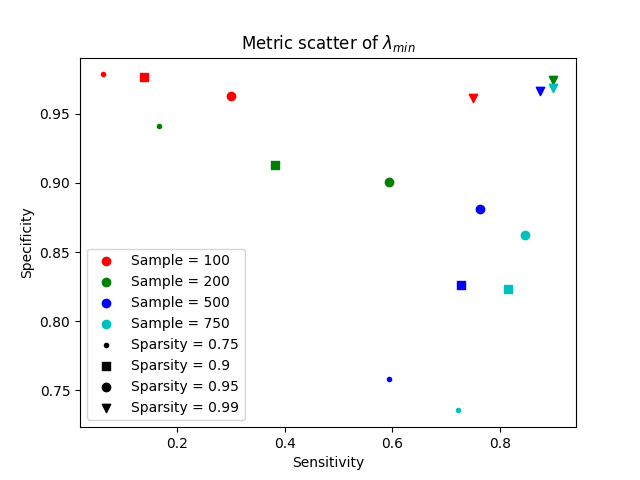 Metric scatter of λmin
Specificity
0.95
0.90
0.85
0.80
0.75
Sample = 100
Sample = 200
Sample = 500
Sample = 750
Sparsity = 0.75
Sparsity = 0.9
Sparsity = 0.95
Sparsity = 0.99
0.2 0.4 0.6 0.8
Sensitivity